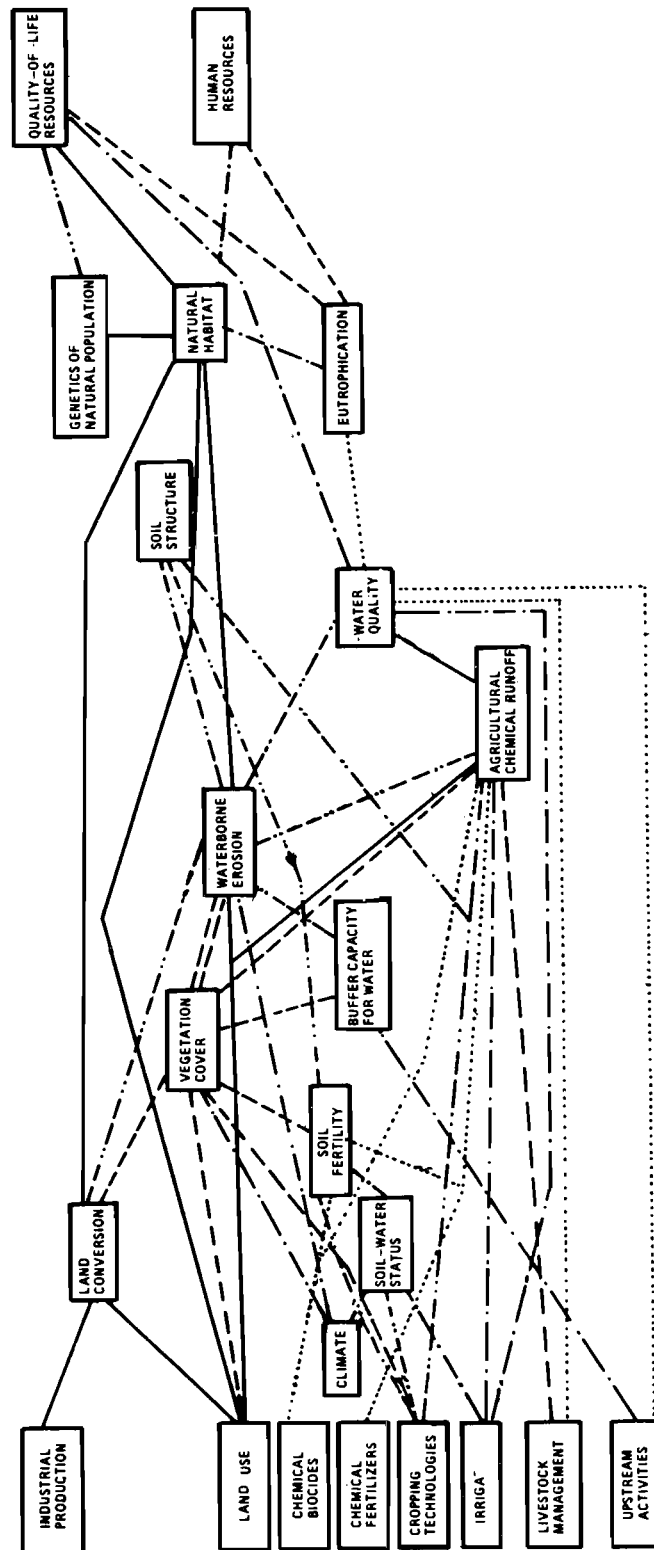 INDUSTRIAL
PRODUCTION
LAND USE
CHEMICAL
BIOCIDES
CHEMICAL
FERTILIZERS
CROPPING
TECHNOLOGIES
IRRIGA
LIVESTOCK
MANAGEMENT
UPSTREAM
ACTIVITIES
LAND
CONVERSION
CLIMATE
SOIL-WATER
STATUS
SOIL
FERTILITY
VEGETATION
COVER
BUFFER CAPACITY
FOR WATER
WATERBORNE
EROSION
AGRICULTURAL
CHEMICAL RUNOFF
SOIL
STRUCTURE
WATER
QUALITY
GENETICS OF
NATURAL POPULATION
NATURAL
HABITAT
EUTROPHICATION
QUALITY-OF-LIFE
RESOURCES
HUMAN
RESOURCES